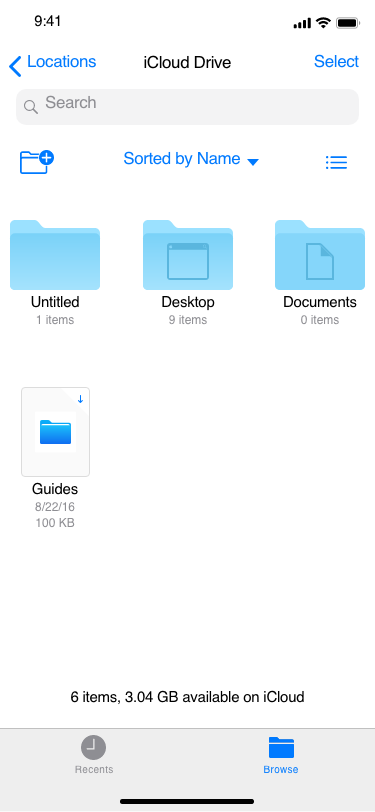 9:41
Locations
iCloud Drive
Select
Search
Sorted by Name
Untitled
1 items
Desktop
9 items
Documents
0 items
Guides
8/22/16
100 KB
6 items, 3.04 GB available on iCloud
Recents
Browse